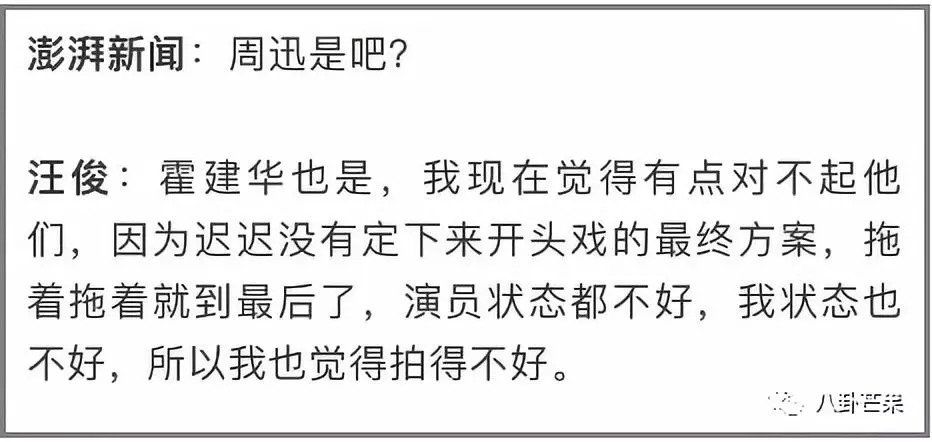 澎湃新闻：周迅是吧？
汪俊：霍建华也是，我现在觉得有点对不起他
们，因为迟迟没有定下来开头戏的最终方案，拖
着拖着就到最后了，演员状态都不好，我状态也
不好，所以我也觉得拍得不好。
八卦芒果